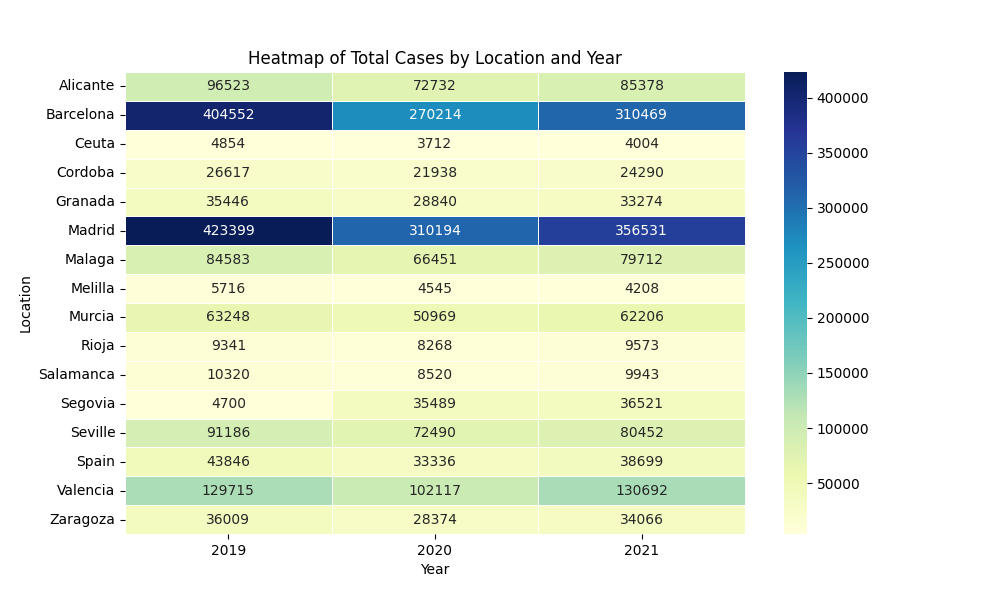 Heatmap of Total Cases by Location and Year
Alicante 96523 72732 85378
Barcelona 404552 270214 310469
Ceuta 4854 3712 4004
Cordoba 26617 21938 24290
Granada 35446 28840 33274
Madrid 423399 310194 356531
Malaga 84583 66451 79712
Melilla 5716 4545 4208
Murcia 63248 50969 62206
Rioja 9341 8268 9573
Salamanca 10320 8520 9943
Segovia 4700 35489 36521
Seville 91186 72490 80452
Spain 43846 33336 38699
Valencia 129715 102117 130692
Zaragoza 36009 28374 34066
2019 2020 2021
Year
Location
400000
350000
300000
250000
200000
150000
100000
50000